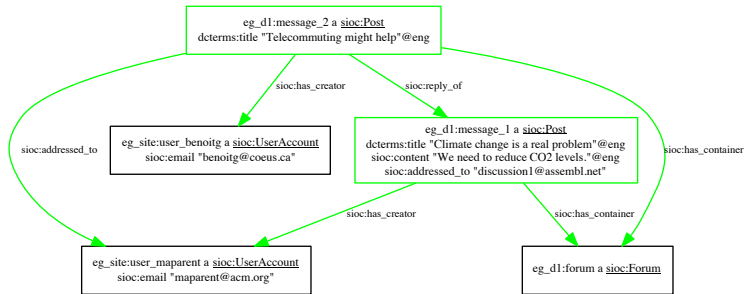 eg_d1:message_2 a sioc:Post
dcterms:title "Telecommuting might help"@eng
sioc:has_creator
sioc:reply_of
sioc:addressed_to
eg_site:user_benoitg a sioc:UserAccount
sioc:email "benoitg@coeus.ca"
eg_d1:message_1 a sioc:Post
dcterms:title "Climate change is a real problem"@eng
sioc:content "We need to reduce CO2 levels."@eng
sioc:addressed_to "discussion1@assembl.net"
sioc:has_container
sioc:has_creator
sioc:has_container
eg_site:user_maparent a sioc:UserAccount
sioc:email "maparent@acm.org"
eg_d1:forum a sioc:Forum